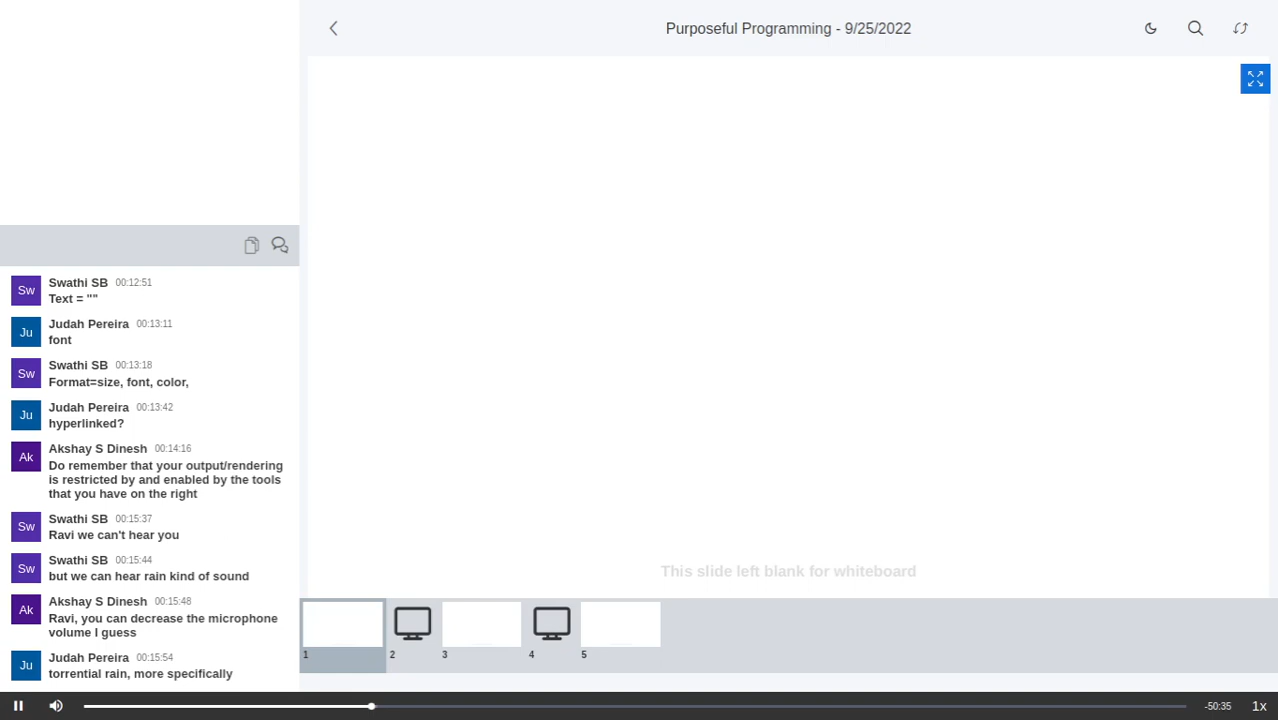 Purposeful Programming - 9/25/2022
Sw
Swathi SB 00:12:51
Text = ""
Ju
Judah Pereira 00:13:11
font
Sw
Swathi SB 00:13:18
Format=size, font, color,
Ju
Judah Pereira 00:13:42
hyperlinked?
Ak
Akshay S Dinesh 00:14:16
Do remember that your output/rendering
is restricted by and enabled by the tools
that you have on the right
Sw
Swathi SB 00:15:37
Ravi we can't hear you
Sw
Swathi SB 00:15:44
but we can hear rain kind of sound
Ak
Akshay S Dinesh 00:15:48
Ravi, you can decrease the microphone
volume I guess
Ju
Judah Pereira 00:15:54
torrential rain, more specifically
This slide left blank for whiteboard
1 2 3 4 5
-50:35 1x